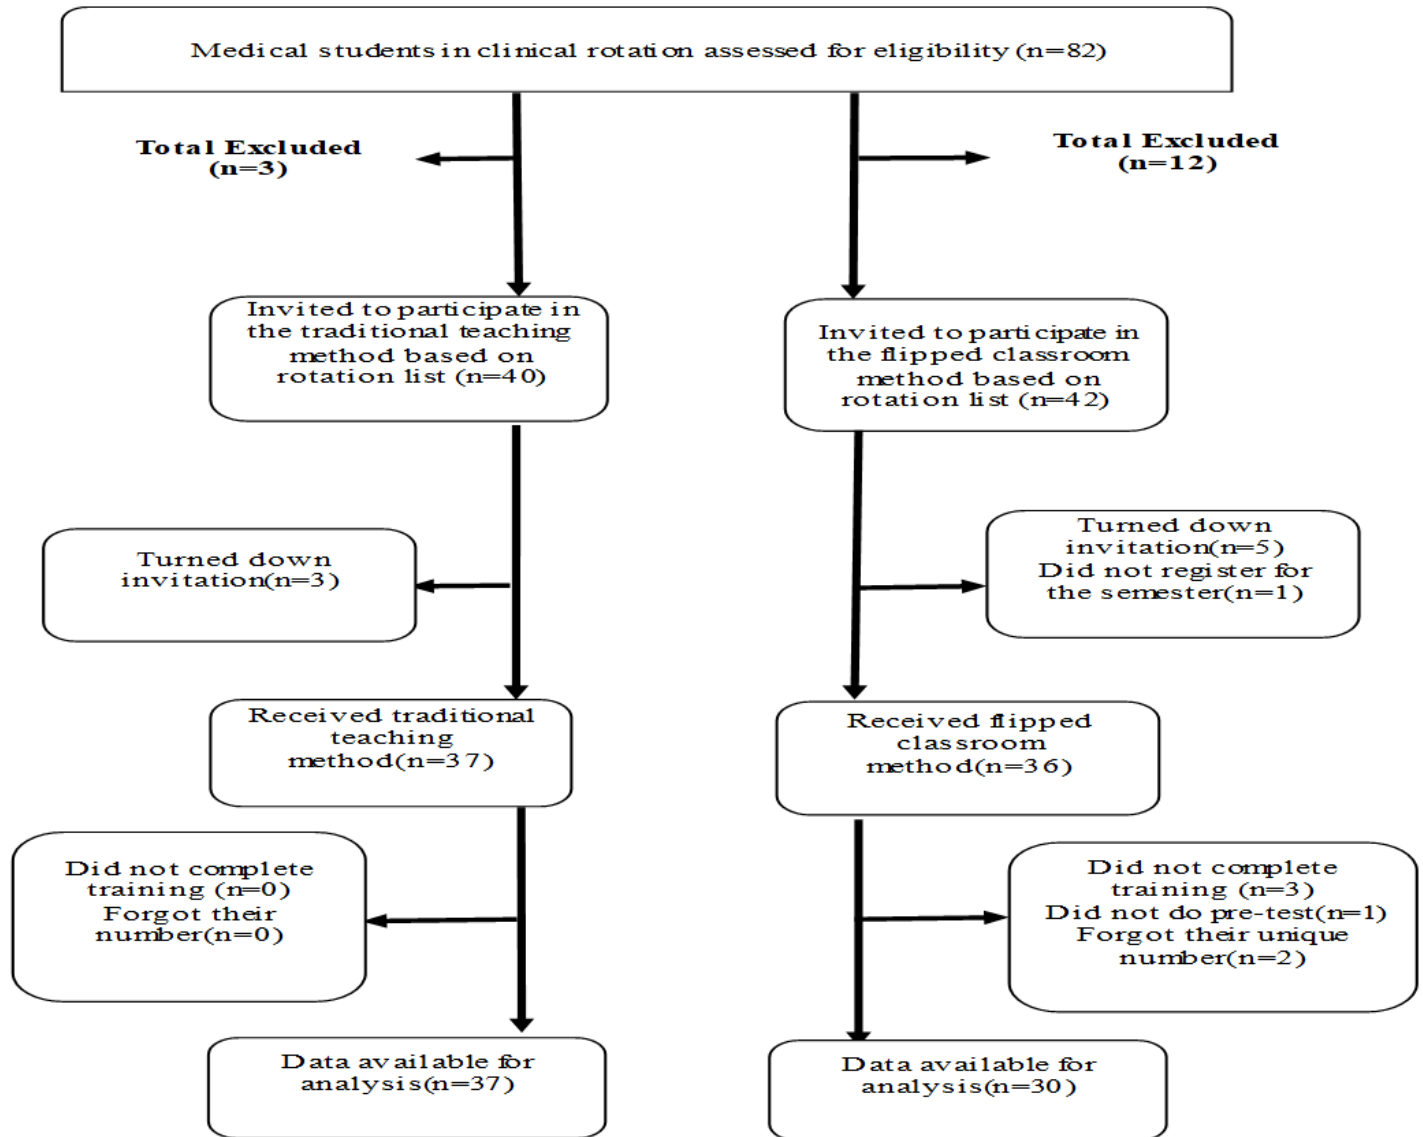 Medical students in clinical rotation assessed for eligibility (n=82)
Total Excluded
(n=3)
Total Excluded
(n=12)
Invited to participate in
the traditional teaching
method based on
rotation list (n=40)
Invited to participate in
the flipped classroom
method based on
rotation list (n=42)
Turned down
invitation(n=3)
Turned down
invitation(n=5)
Did not register for
the semester(n=1)
Received traditional
teaching
method(n=37)
Received flipped
classroom
method(n=36)
Did not complete
training (n=0)
Forgot their
number(n=0)
Did not complete
training (n=3)
Did not do pre-test(n=1)
Forgot their unique
number(n=2)
Data available for
analysis(n=37)
Data available for
analysis(n=30)